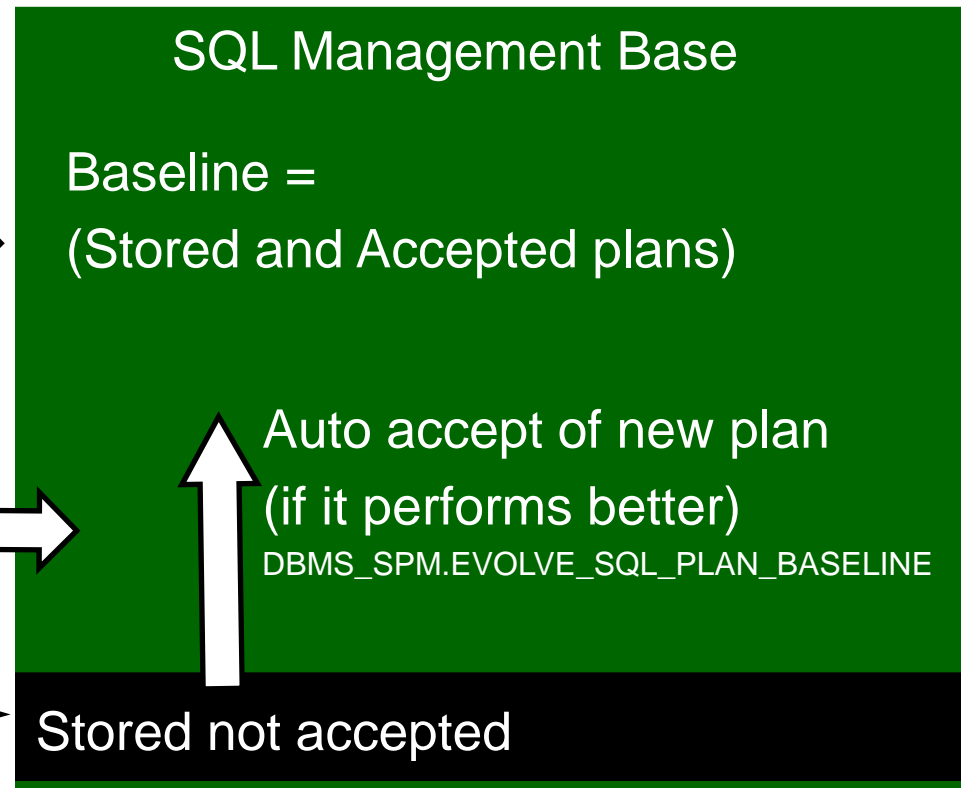 SQL Management Base
Baseline =
(Stored and Accepted plans)
Auto accept of new plan
(if it performs better)
DBMS_SPM.EVOLVE_SQL_PLAN_BASELINE
Stored not accepted